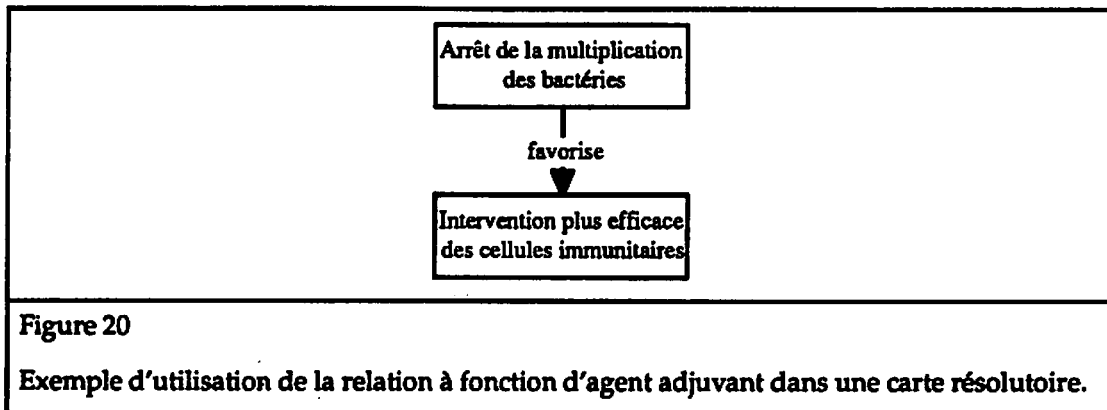 Arrêt de la multiplication
des bactéries
favorise
Intervention plus efficace
des cellules immunitaires
Figure 20
Exemple d'utilisation de la relation à fonction d'agent adjuvant dans une carte résolutoire.